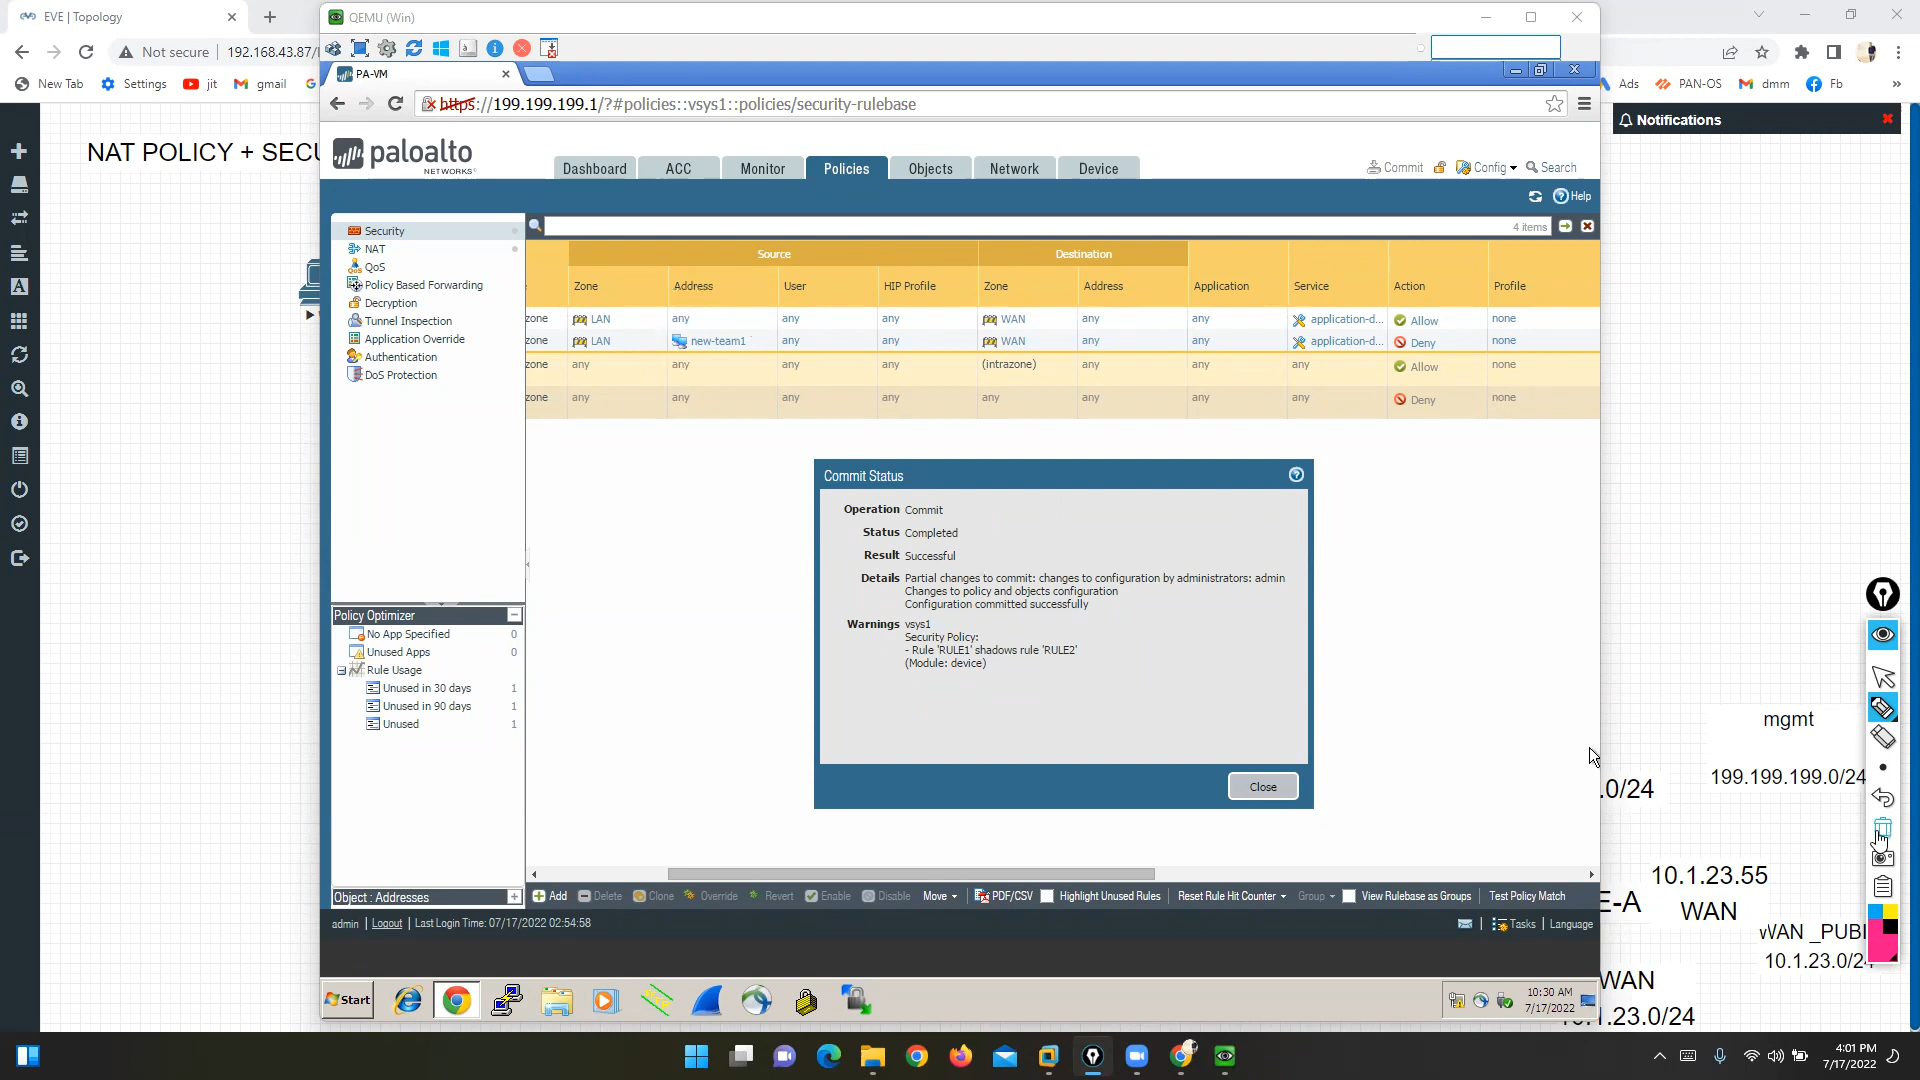 EVE | Topology
QEMU (Win)
Not secure
192.168.43.87/
New Tab
Settings
jit
gmail
Ads
PAN-OS
dmm
Fb
»
PA-VM
https://199.199.199.1/?#policies::vsys1::policies/security-rulebase
Notifications
NAT POLICY + SECU
paloalto
NETWORKS
Dashboard
ACC
Monitor
Policies
Objects
Network
Device
Commit
Config
Search
Help
4 items
Security
NAT
QoS
Policy Based Forwarding
Decryption
Tunnel Inspection
Application Override
Authentication
DoS Protection
Source
Destination
Zone Address User HIP Profile Zone Address Application Service Action Profile
zone LAN any any any WAN any any application-d... Allow none
zone LAN new-team1 any any WAN any any application-d... Deny none
zone any any any any (intrazone) any any any Allow none
zone any any any any any any any any Deny none
Commit Status
Operation Commit
Status Completed
Result Successful
Details Partial changes to commit: changes to configuration by administrators: admin
Changes to policy and objects configuration
Configuration committed successfully
Warnings vsys1
Security Policy:
- Rule 'RULE1' shadows rule 'RULE2'
(Module: device)
Close
Policy Optimizer
No App Specified 0
Unused Apps 0
Rule Usage
Unused in 30 days 1
Unused in 90 days 1
Unused 1
Object : Addresses
Add
Delete
Clone
Override
Revert
Enable
Disable
Move
PDF/CSV
Highlight Unused Rules
Reset Rule Hit Counter
Group
View Rulebase as Groups
Test Policy Match
admin | Logout | Last Login Time: 07/17/2022 02:54:58
Tasks | Language
mgmt
199.199.199.0/24
.0/24
10.1.23.55
E-A
WAN
WAN _PUBI
10.1.23.0/24
WAN
10.1.23.0/24
Start
10:30 AM
7/17/2022
4:01 PM
7/17/2022